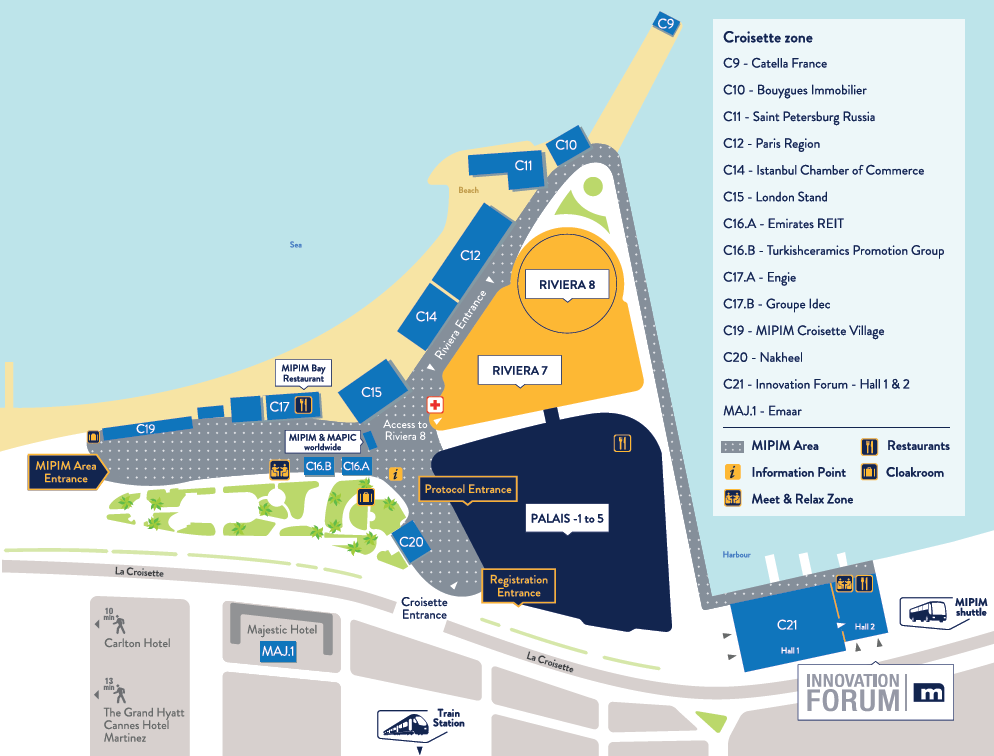 C9
Croisette zone
C9 - Catella France
C10 - Bouygues Immobilier
C11 - Saint Petersburg Russia
C12 - Paris Region
C14 - Istanbul Chamber of Commerce
C15 - London Stand
C16.A - Emirates REIT
C16.B - Turkishceramics Promotion Group
C17.A - Engie
C17.B - Groupe Idec
C19 - MIPIM Croisette Village
C20 - Nakheel
C21 - Innovation Forum - Hall 1 & 2
MAJ.1 - Emaar
MIPIM Area
Restaurants
i
Information Point
Cloakroom
Meet & Relax Zone
C10
C11
Beach
See
C12
RIVIERA 8
C14
Riviera Entrance
RIVIERA 7
MIPIM Bay
Restaurant
C15
C17
C19
Access to
Riviera 8
MIPIM & MAPIC
worldwide
C16.B
C16.A
i
MIPIM Area
Entrance
Protocol Entrance
PALAIS -1 to 5
C20
Harbour
La Croisette
Registration
Entrance
Croisette
Entrance
10
min
Carlton Hotel
Majestic Hotel
MAJ.1
C21
Hall 1
Hall 2
MIPIM
shuttle
La Croisette
13
min
The Grand Hyatt
Cannes Hotel
Martinez
INNOVATION
FORUM
m
Train
Station